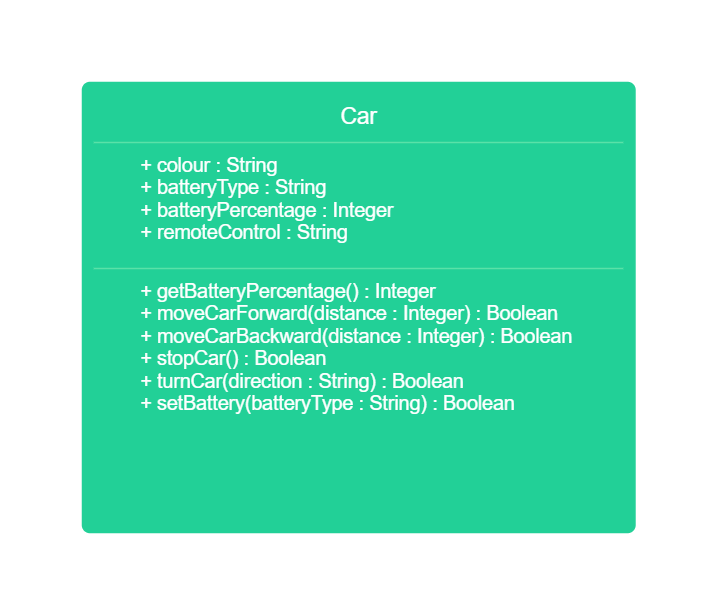 Car
+ colour : String
+ batteryType : String
+ batteryPercentage : Integer
+ remoteControl : String
+ getBatteryPercentage() : Integer
+ moveCarForward(distance : Integer) : Boolean
+ moveCarBackward(distance : Integer) : Boolean
+ stopCar() : Boolean
+ turnCar(direction : String) : Boolean
+ setBattery(batteryType : String) : Boolean